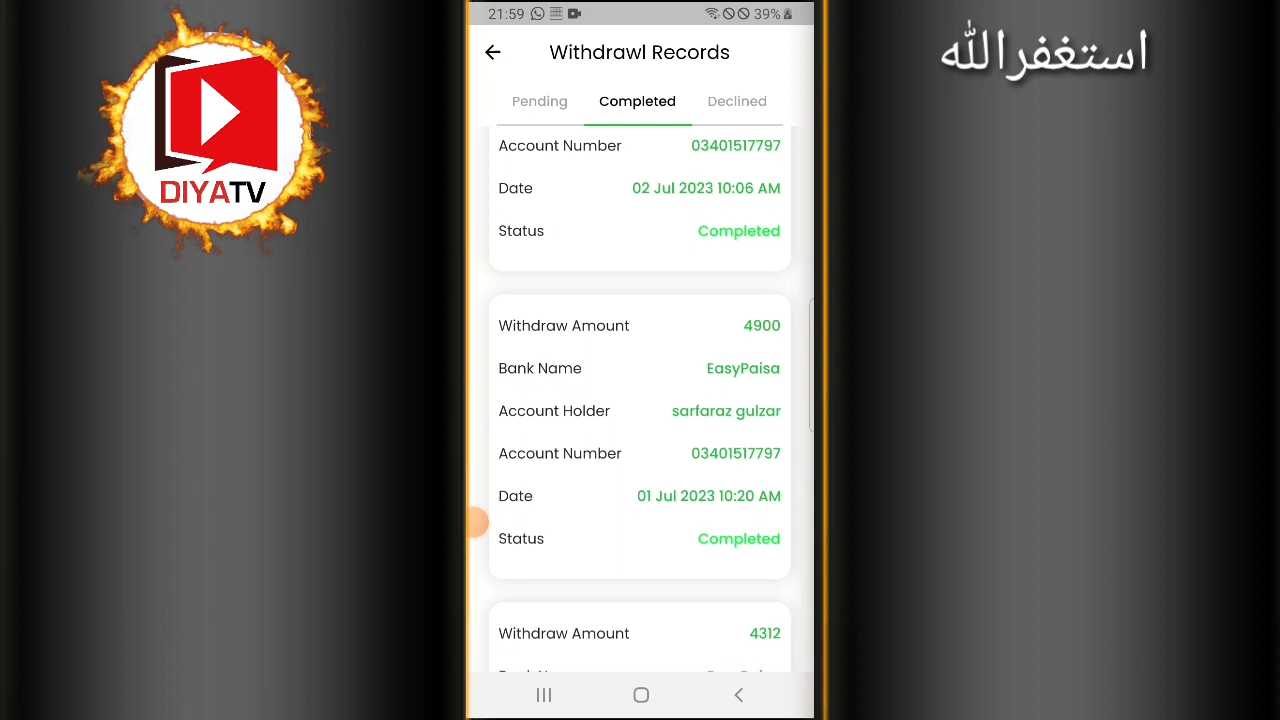 21:59
39%
استغفرالله
Withdrawl Records
Pending Completed Declined
Account Number 03401517797
Date 02 Jul 2023 10:06 AM
Status Completed
DIYATV
Withdraw Amount 4900
Bank Name EasyPaisa
Account Holder sarfaraz gulzar
Account Number 03401517797
Date 01 Jul 2023 10:20 AM
Status Completed
Withdraw Amount 4312